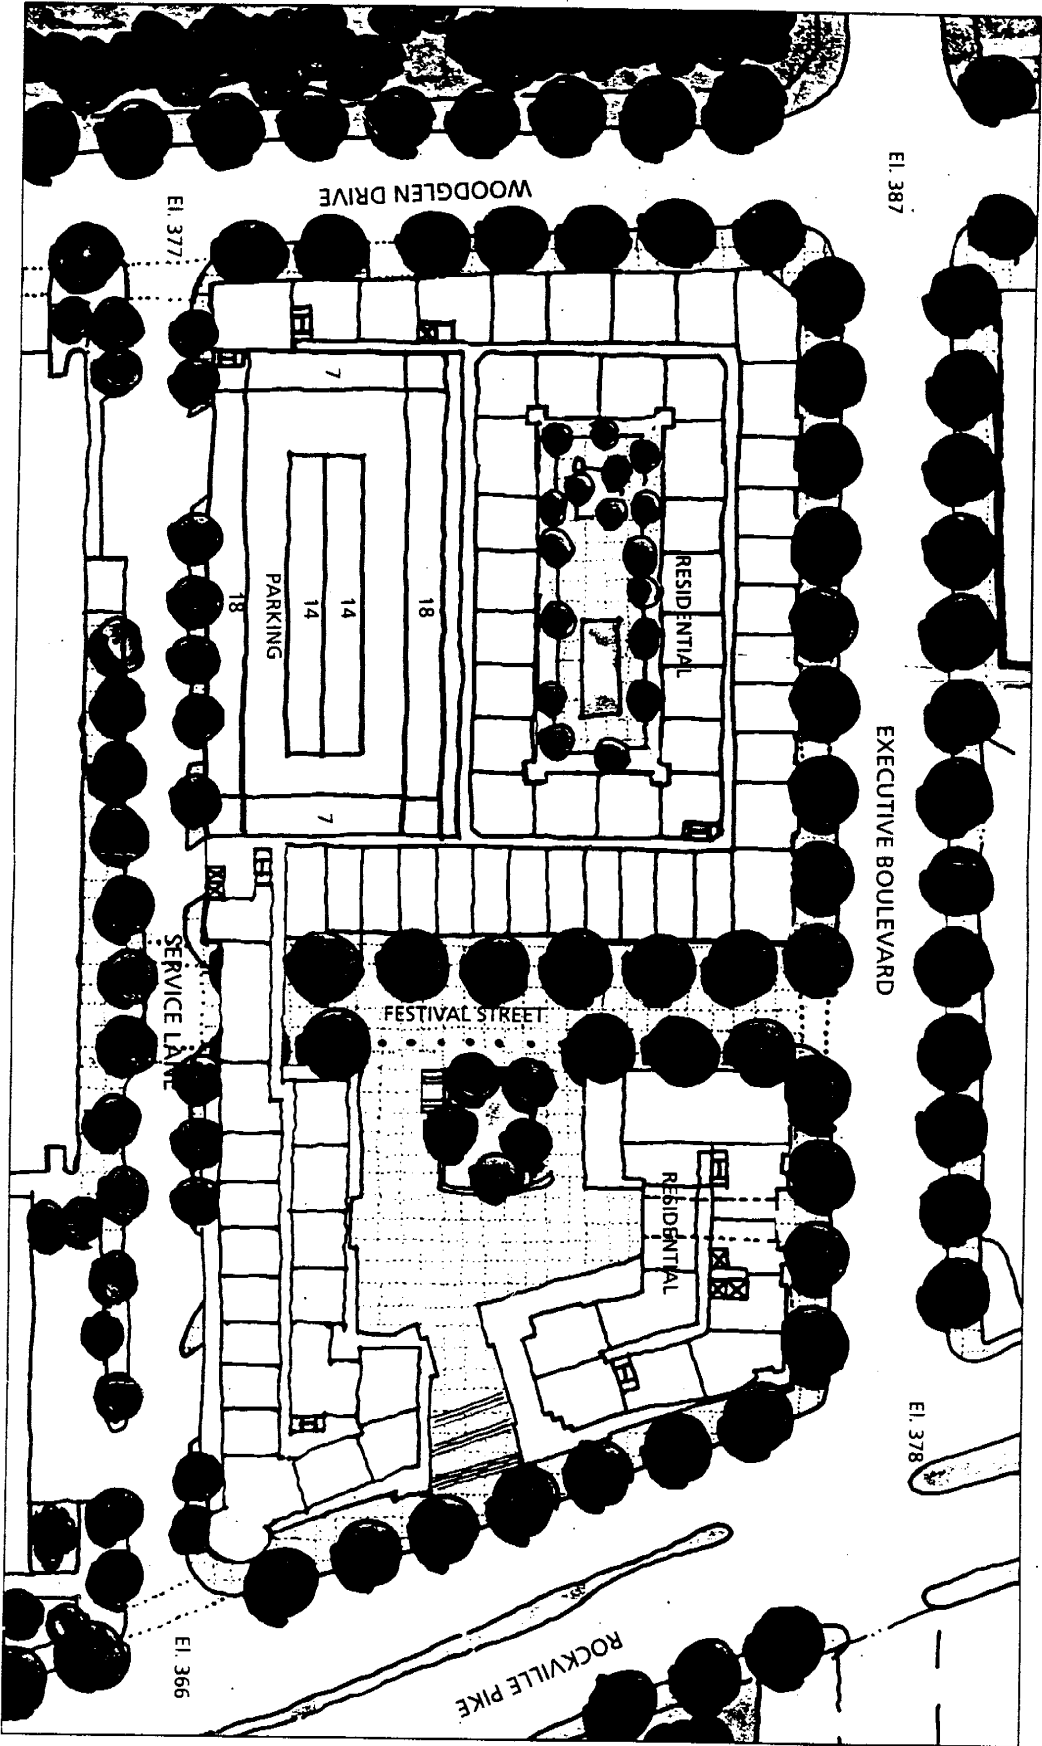 WOODGLEN DRIVE
El. 387
El. 377
7
RESIDENTIAL
18
14
14
PARKING
18
7
EXECUTIVE BOULEVARD
SERVICE LANE
FESTIVAL STREET
RESIDENTIAL
El. 378
El. 366
ROCKVILLE PIKE